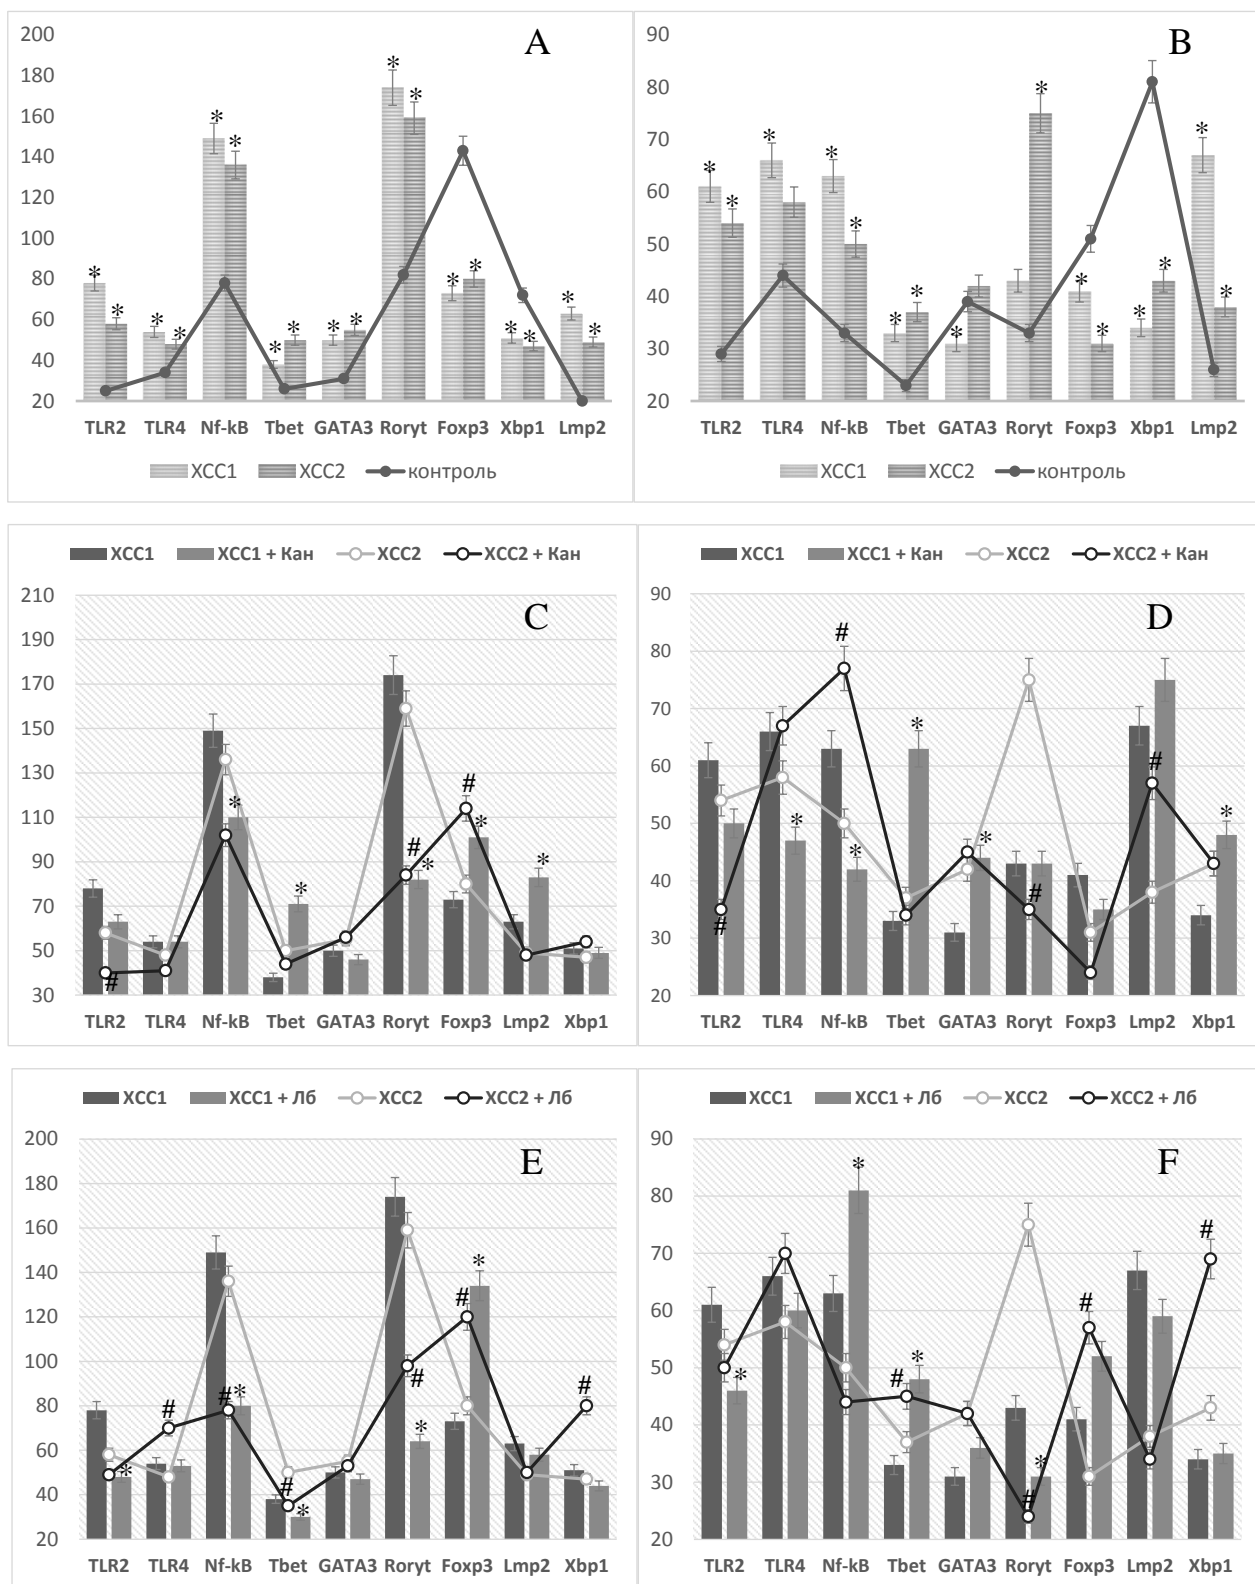 A
200
180
160
140
120
100
80
60
40
20
* * * * * * * * * * * * * * * * * *
TLR2 TLR4 Nf-kB Tbet GATA3 Roryt Foxp3 Xbp1 Lmp2
ХСС1 ХСС2 контроль
B
90
80
70
60
50
40
30
20
* * * * * * * * * * * * * * *
TLR2 TLR4 Nf-kB Tbet GATA3 Roryt Foxp3 Xbp1 Lmp2
ХСС1 ХСС2 контроль
ХСС1 ХСС1 + Кан ХСС2 ХСС2 + Кан
C
210
190
170
150
130
110
90
70
50
30
# * * # * # * *
TLR2 TLR4 Nf-kB Tbet GATA3 Roryt Foxp3 Lmp2 Xbp1
ХСС1 ХСС1 + Кан ХСС2 ХСС2 + Кан
D
90
80
70
60
50
40
30
20
# * # * * * # # *
TLR2 TLR4 Nf-kB Tbet GATA3 Roryt Foxp3 Lmp2 Xbp1
ХСС1 ХСС1 + Лб ХСС2 ХСС2 + Лб
E
200
180
160
140
120
100
80
60
40
20
* # # * # * # * # * #
TLR2 TLR4 Nf-kB Tbet GATA3 Roryt Foxp3 Lmp2 Xbp1
ХСС1 ХСС1 + Лб ХСС2 ХСС2 + Лб
F
90
80
70
60
50
40
30
20
* * # * # * # #
TLR2 TLR4 Nf-kB Tbet GATA3 Roryt Foxp3 Lmp2 Xbp1